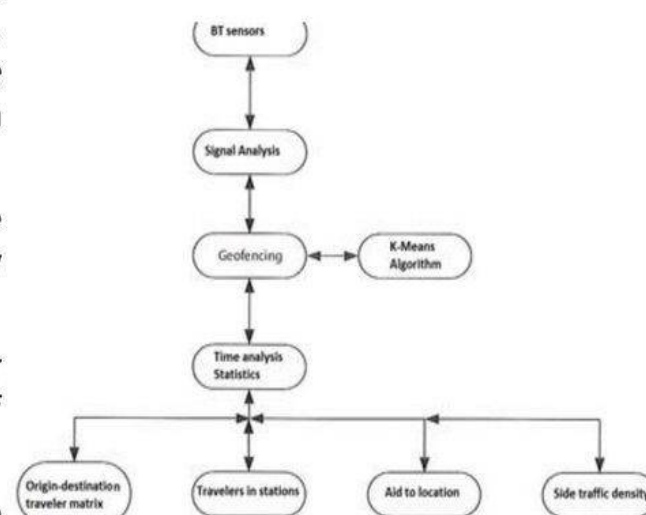 BT sensors
Signal Analysis
Geofencing
K-Means
Algorithm
Time analysis
Statistics
Origin-destination
traveler matrix
Travelers in stations
Aid to location
Side traffic density